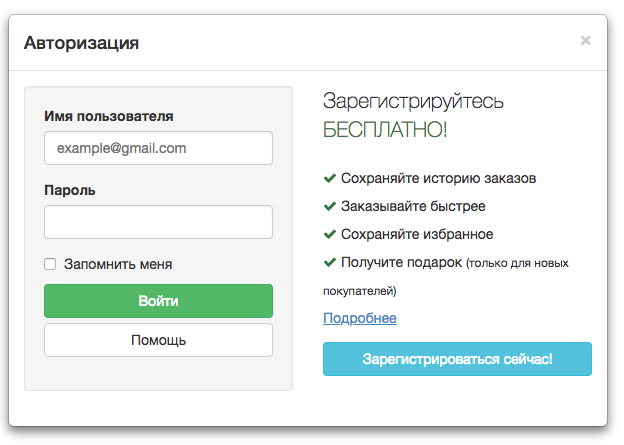 Авторизация
×
Имя пользователя
example@gmail.com
Пароль
Запомнить меня
Войти
Помощь
Зарегистрируйтесь
БЕСПЛАТНО!
Сохраняйте историю заказов
Заказывайте быстрее
Сохраняйте избранное
Получите подарок (только для новых
покупателей)
Подробнее
Зарегистрироваться сейчас!